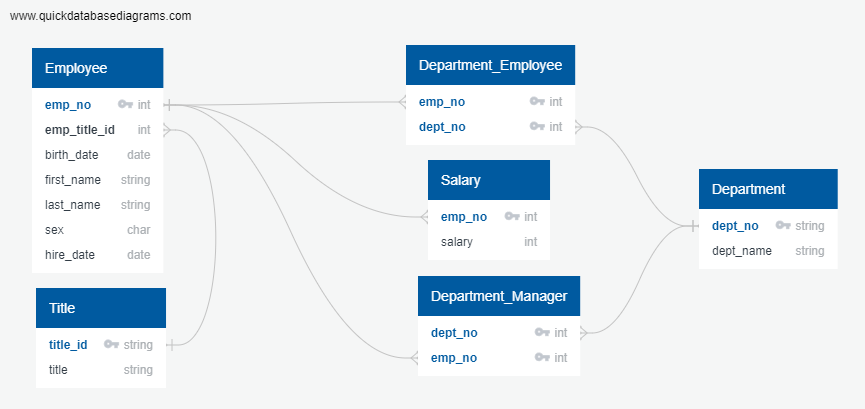 www.quickdatabasediagrams.com
Employee
emp_no int
emp_title_id int
birth_date date
first_name string
last_name string
sex char
hire_date date
Title
title_id string
title string
Department_Employee
emp_no int
dept_no int
Salary
emp_no int
salary int
Department_Manager
dept_no int
emp_no int
Department
dept_no string
dept_name string